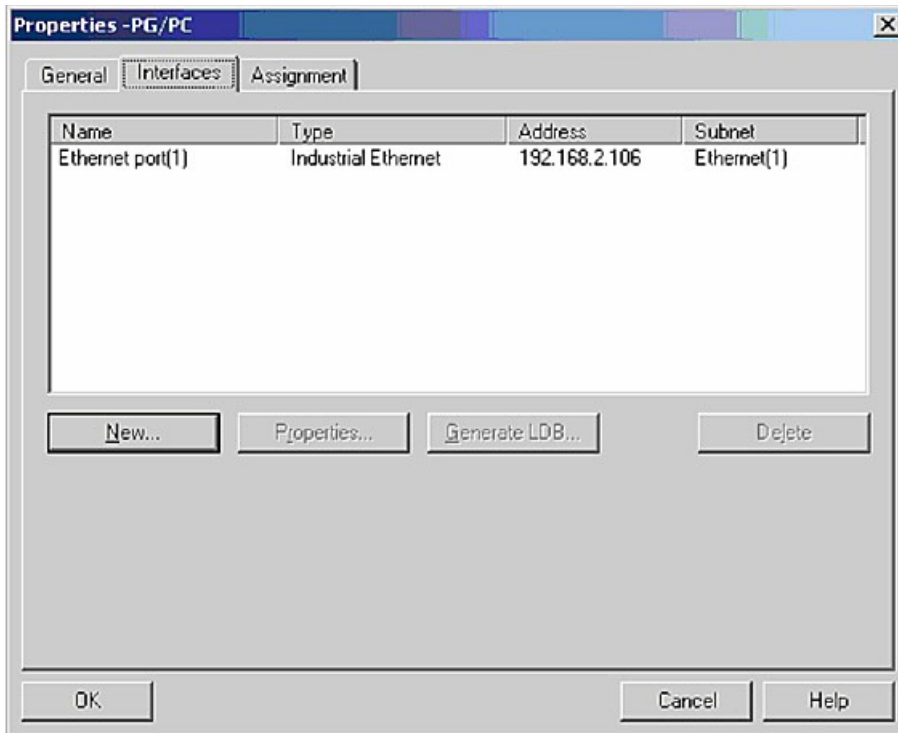 Properties -PG/PC
General Interfaces Assignment
Name Type Address Subnet
Ethernet port(1) Industrial Ethernet 192.168.2.106 Ethernet(1)
New... Properties... Generate LDB... Delete
OK Cancel Help